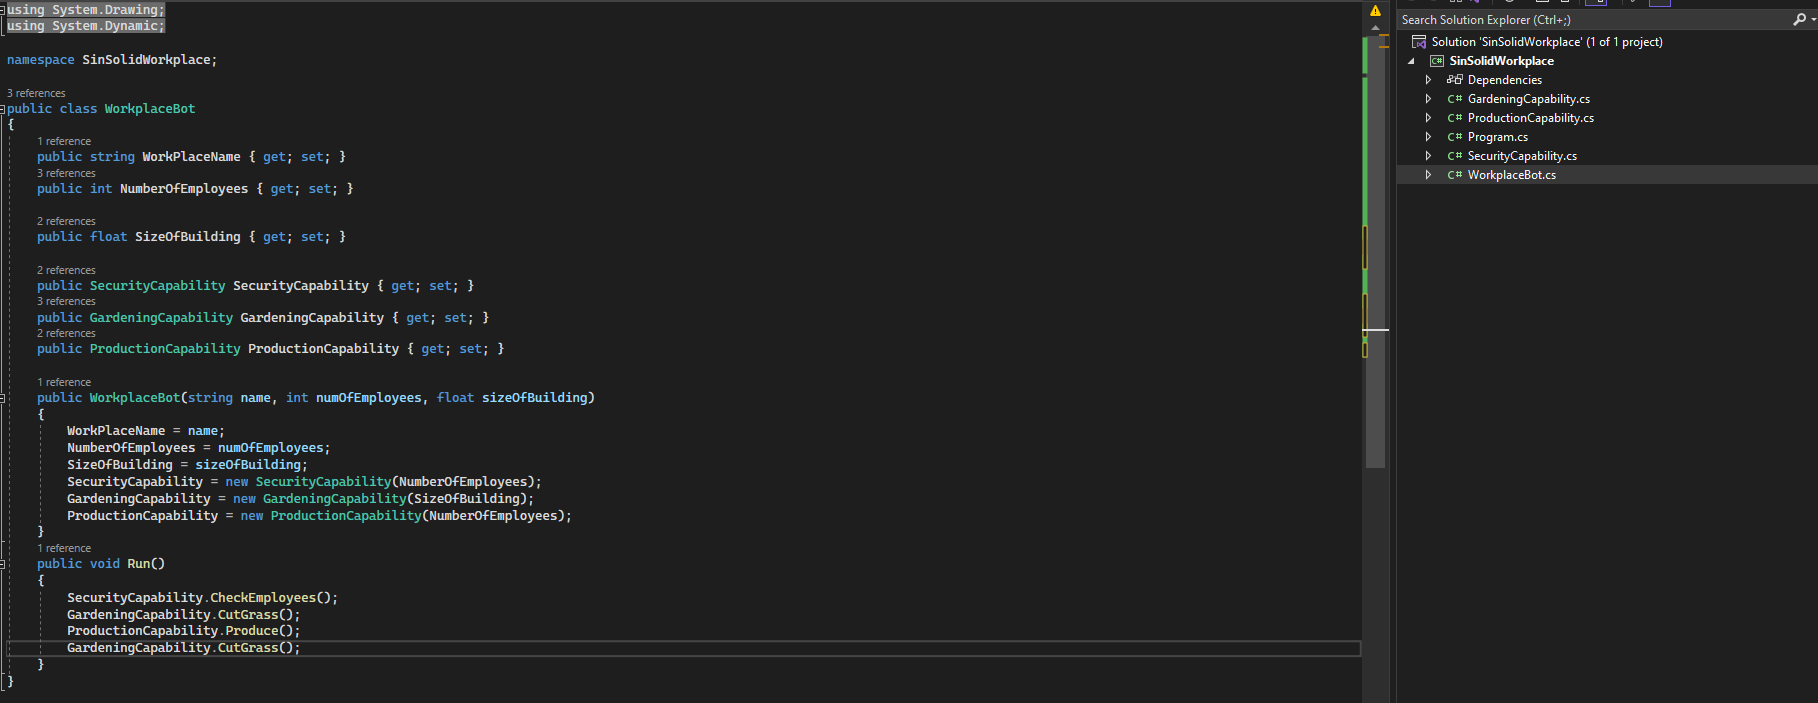 using System.Drawing;
using System.Dynamic;
namespace SinSolidWorkplace;
3 references
public class WorkplaceBot
{
1 reference
public string WorkPlaceName { get; set; }
3 references
public int NumberOfEmployees { get; set; }
2 references
public float SizeOfBuilding { get; set; }
2 references
public SecurityCapability SecurityCapability { get; set; }
3 references
public GardeningCapability GardeningCapability { get; set; }
2 references
public ProductionCapability ProductionCapability { get; set; }
1 reference
public WorkplaceBot(string name, int numOfEmployees, float sizeOfBuilding)
{
WorkPlaceName = name;
NumberOfEmployees = numOfEmployees;
SizeOfBuilding = sizeOfBuilding;
SecurityCapability = new SecurityCapability(NumberOfEmployees);
GardeningCapability = new GardeningCapability(SizeOfBuilding);
ProductionCapability = new ProductionCapability(NumberOfEmployees);
}
1 reference
public void Run()
{
SecurityCapability.CheckEmployees();
GardeningCapability.CutGrass();
ProductionCapability.Produce();
GardeningCapability.CutGrass();
}
}
Search Solution Explorer (Ctrl+;)
Solution 'SinSolidWorkplace' (1 of 1 project)
C# SinSolidWorkplace
Dependencies
C# GardeningCapability.cs
C# ProductionCapability.cs
C# Program.cs
C# SecurityCapability.cs
C# WorkplaceBot.cs